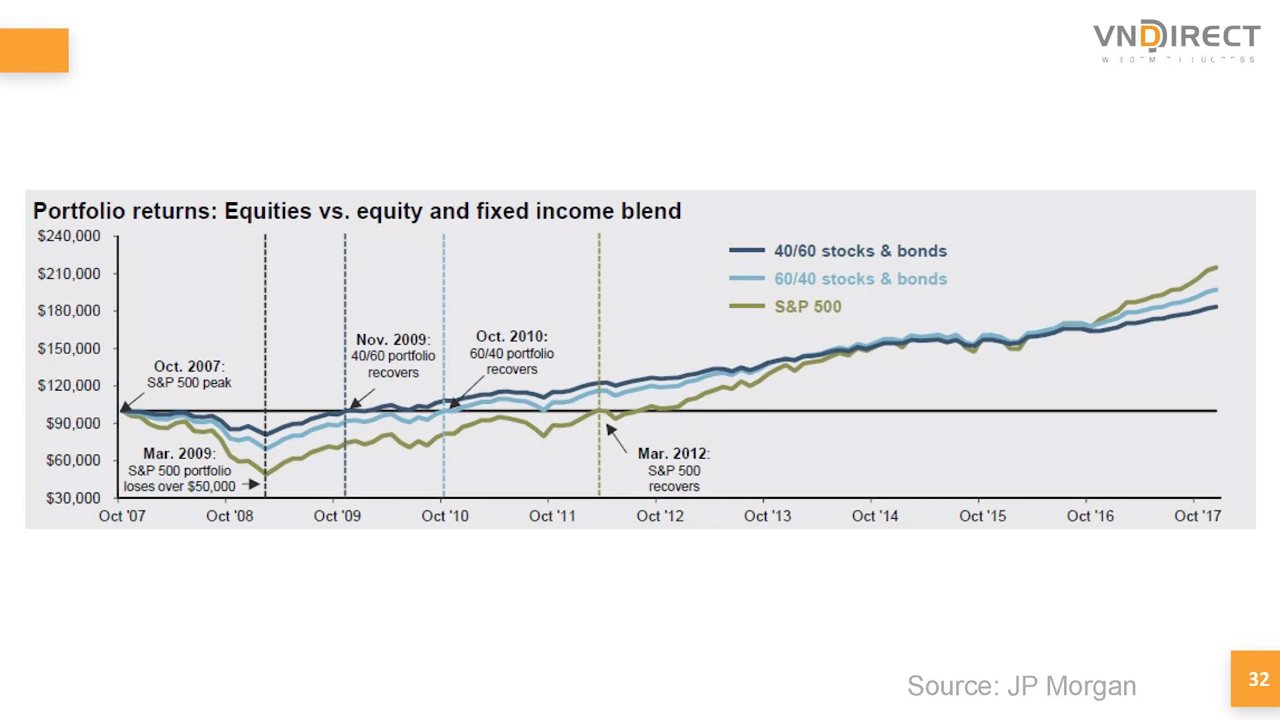 VNDIRECT
Portfolio returns: Equities vs. equity and fixed income blend
$240,000
$210,000
$180,000
$150,000
$120,000
$90,000
$60,000
$30,000
40/60 stocks & bonds
60/40 stocks & bonds
S&P 500
Oct. 2007:
S&P 500 peak
Nov. 2009:
40/60 portfolio
recovers
Oct. 2010:
60/40 portfolio
recovers
Mar. 2009:
S&P 500 portfolio
loses over $50,000
Mar. 2012:
S&P 500
recovers
Oct '07 Oct '08 Oct '09 Oct '10 Oct '11 Oct '12 Oct '13 Oct '14 Oct '15 Oct '16 Oct '17
Source: JP Morgan
32